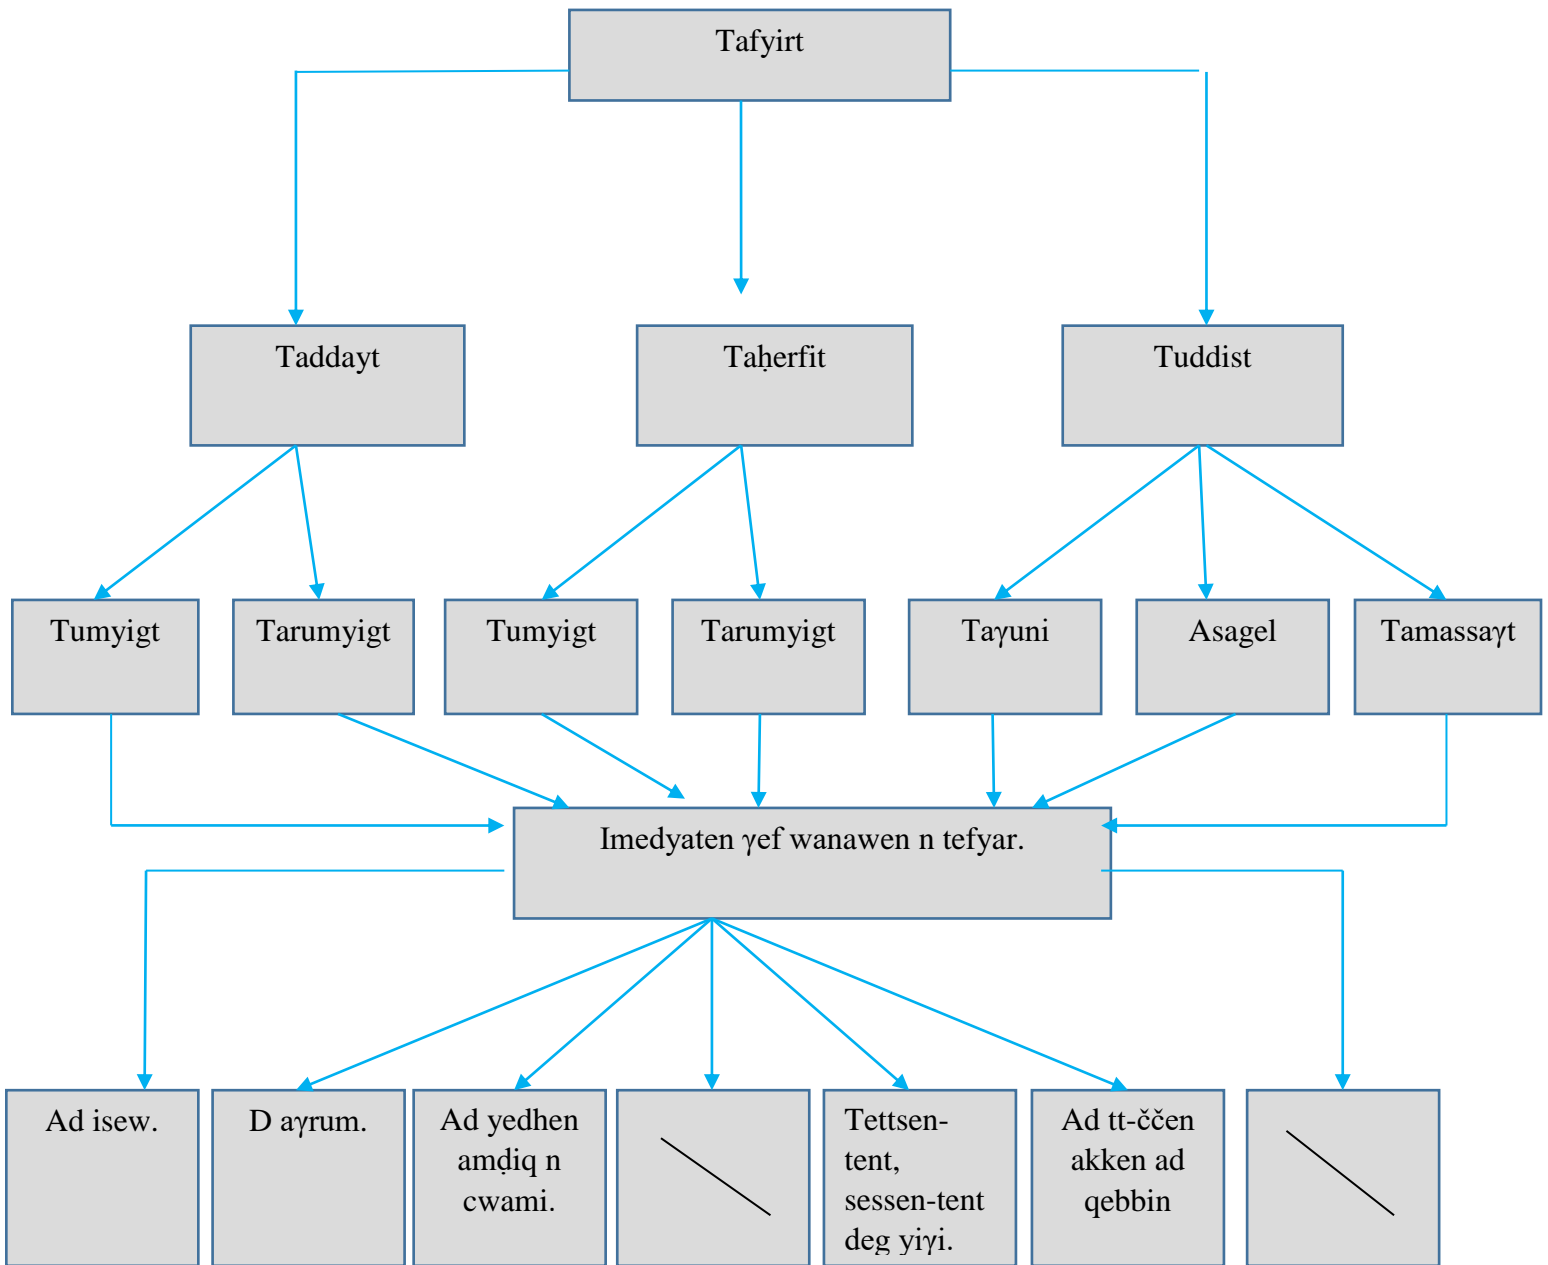 Tafyirt
Taddayt
Taḥerfit
Tuddist
Tumyigt
Tarumyigt
Tumyigt
Tarumyigt
Taγuni
Asagel
Tamassaγt
Imedyaten γef wanawen n tefyar.
Ad isew.
D aγrum.
Ad yedhen
amḍiq n
cwami.
Tettsen-
tent,
sessen-tent
deg yiγi.
Ad tt-ččen
akken ad
qebbin